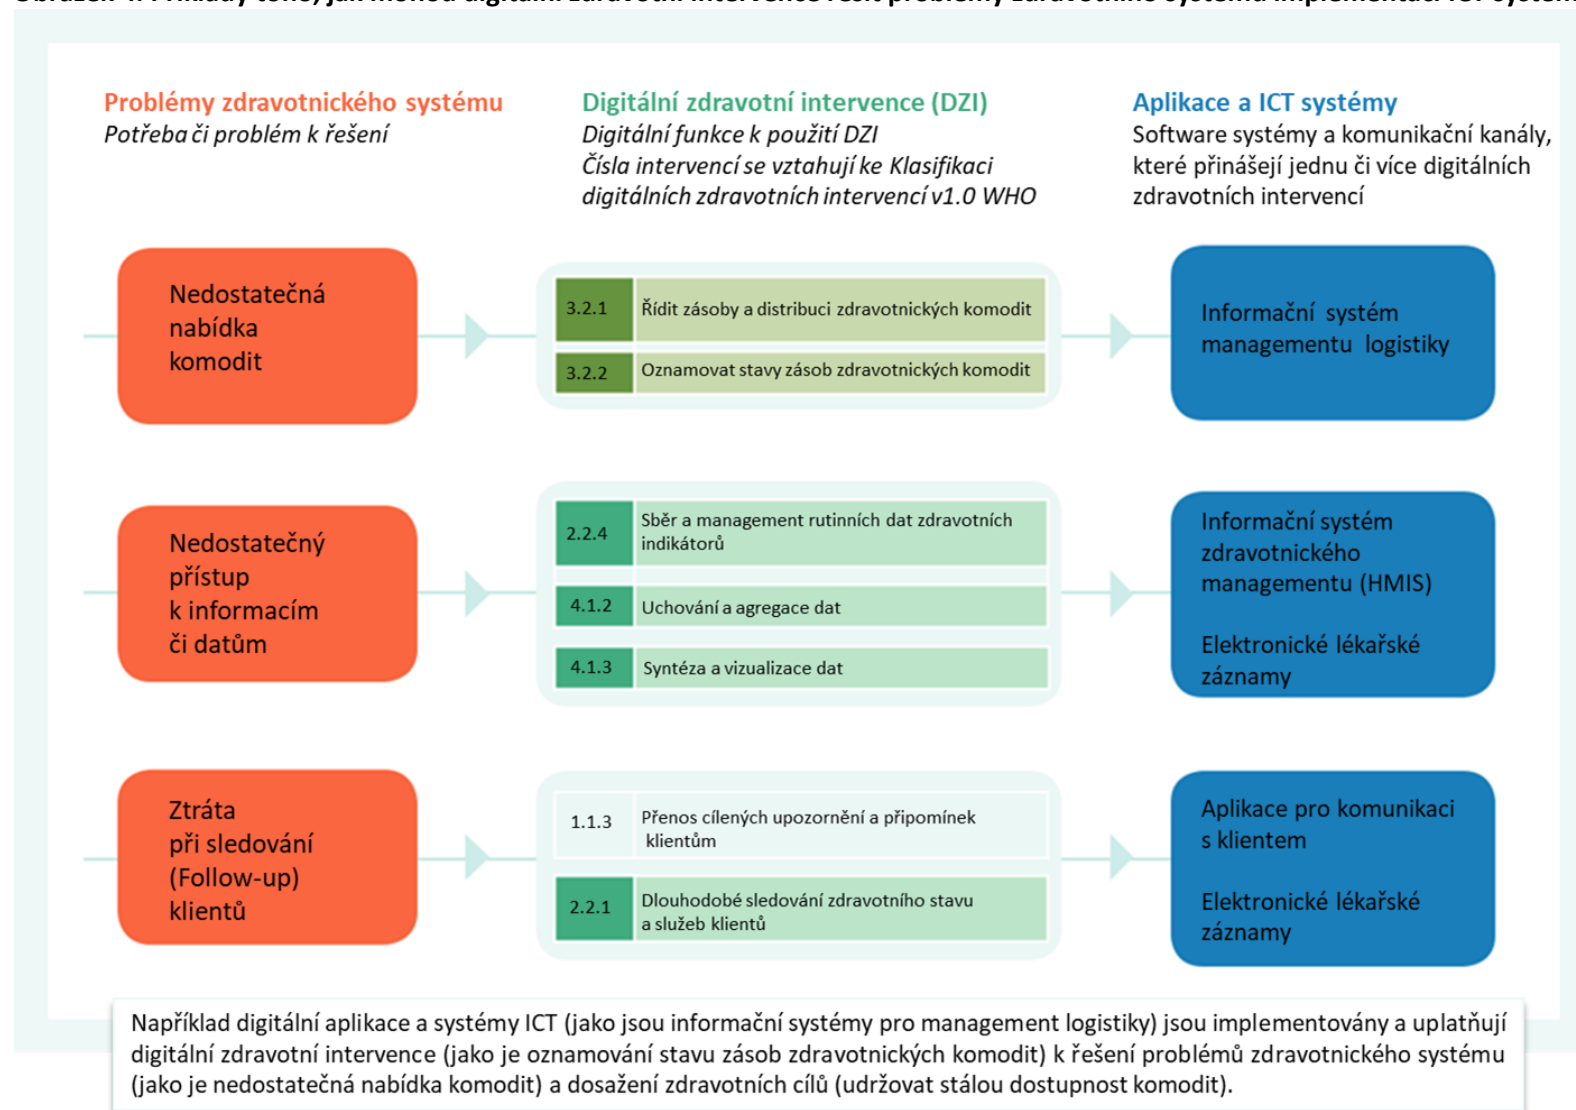 Problémy zdravotnického systému
Potřeba či problém k řešení
Digitální zdravotní intervence (DZI)
Digitální funkce k použití DZI
Čísla intervencí se vztahují ke Klasifikaci
digitálních zdravotních intervencí v1.0 WHO
Aplikace a ICT systémy
Software systémy a komunikační kanály,
které přinášejí jednu či více digitálních
zdravotních intervencí
Nedostatečná
nabídka
komodit
3.2.1 Řídit zásoby a distribuci zdravotnických komodit
3.2.2 Oznamovat stavy zásob zdravotnických komodit
Informační systém
managementu logistiky
Nedostatečný
přístup
k informacím
či datům
2.2.4 Sběr a management rutinních dat zdravotních
indikátorů
4.1.2 Uchování a agregace dat
4.1.3 Syntéza a vizualizace dat
Informační systém
zdravotnického
managementu (HMIS)
Elektronické lékařské
záznamy
Ztráta
při sledování
(Follow-up)
klientů
1.1.3 Přenos cílených upozornění a připomínek
klientům
2.2.1 Dlouhodobé sledování zdravotního stavu
a služeb klientů
Aplikace pro komunikaci
s klientem
Elektronické lékařské
záznamy
Například digitální aplikace a systémy ICT (jako jsou informační systémy pro management logistiky) jsou implementovány a uplatňují
digitální zdravotní intervence (jako je oznamování stavu zásob zdravotnických komodit) k řešení problémů zdravotnického systému
(jako je nedostatečná nabídka komodit) a dosažení zdravotních cílů (udržovat stálou dostupnost komodit).